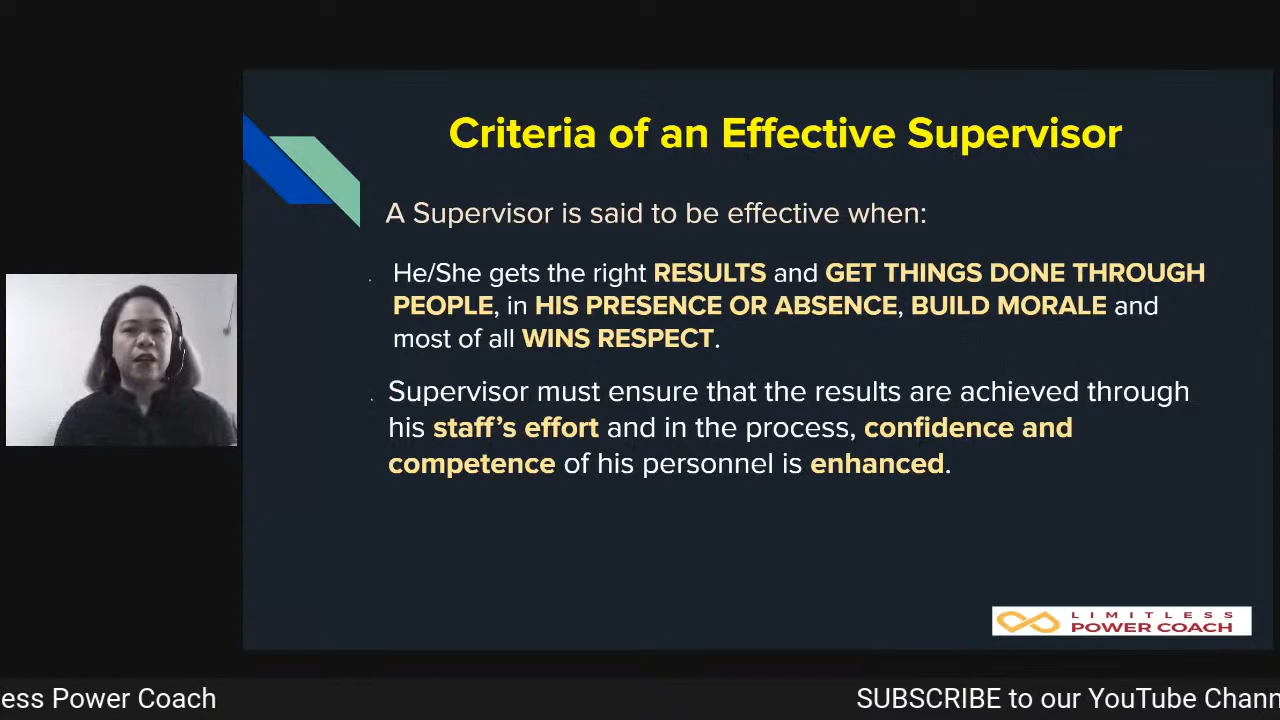 Criteria of an Effective Supervisor
A Supervisor is said to be effective when:
He/She gets the right RESULTS and GET THINGS DONE THROUGH
PEOPLE, in HIS PRESENCE OR ABSENCE, BUILD MORALE and
most of all WINS RESPECT.
Supervisor must ensure that the results are achieved through
his staff’s effort and in the process, confidence and
competence of his personnel is enhanced.
LIMITLESS
POWER COACH
ess Power Coach
SUBSCRIBE to our YouTube Chann